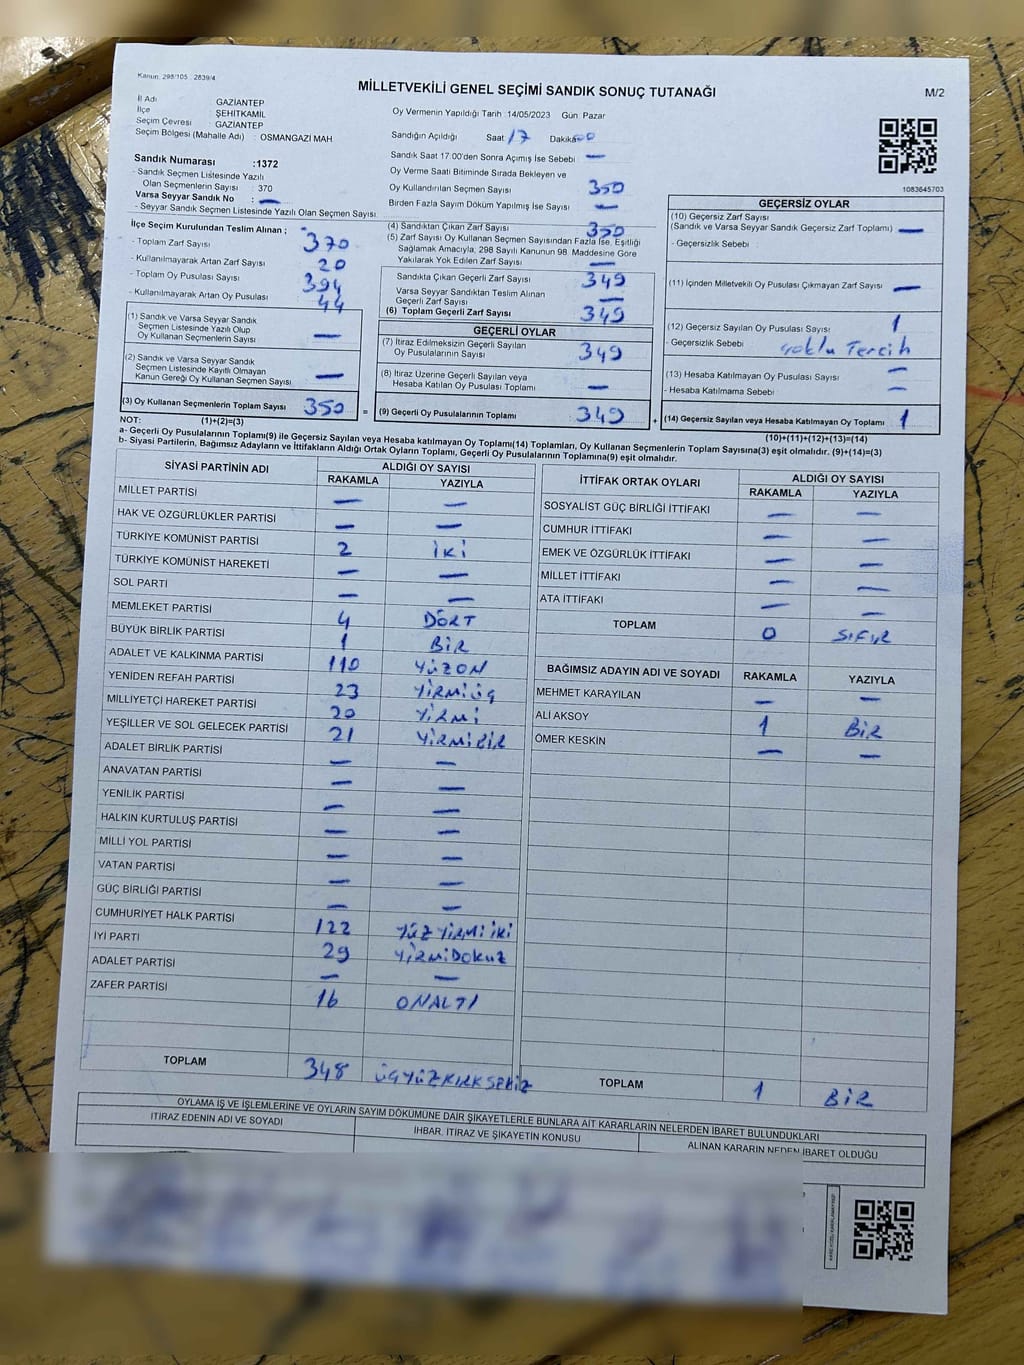 Kanun: 298/105 2839/4
MİLLETVEKİLİ GENEL SEÇİMİ SANDIK SONUÇ TUTANAĞI
M/2
İl Adı : GAZİANTEP
İlçe : ŞEHİTKAMİL
Seçim Çevresi GAZİANTEP
Seçim Bölgesi (Mahalle Adı) : OSMANGAZİ MAH
Oy Vermenin Yapıldığı Tarih 14/05/2023 Gün Pazar
Sandığın Açıldığı Saat 17 Dakika 00
Sandık Saat 17:00'den Sonra Açımış İse Sebebi —
Oy Verme Saati Bitiminde Sırada Bekleyen ve
Oy Kullandırılan Seçmen Sayısı 350
Birden Fazla Sayım Döküm Yapılmış İse Sayısı —
1083645703
Sandık Numarası :1372
- Sandık Seçmen Listesinde Yazılı
Olan Seçmenlerin Sayısı : 370
Varsa Seyyar Sandık No —
- Seyyar Sandık Seçmen Listesinde Yazılı Olan Seçmen Sayısı
İlçe Seçim Kurulundan Teslim Alınan ;
- Toplam Zarf Sayısı 370
- Kullanılmayarak Artan Zarf Sayısı 20
- Toplam Oy Pusulası Sayısı 394
- Kullanılmayarak Artan Oy Pusulası 44
(1) Sandık ve Varsa Seyyar Sandık
Seçmen Listesinde Yazılı Olup
Oy Kullanan Seçmenlerin Sayısı —
(2) Sandık ve Varsa Seyyar Sandık
Seçmen Listesinde Kayıtlı Olmayan
Kanun Gereği Oy Kullanan Seçmen Sayısı —
(3) Oy Kullanan Seçmenlerin Toplam Sayısı 350 =
(1)+(2)=(3)
(4) Sandıktan Çıkan Zarf Sayısı 350
(5) Zarf Sayısı Oy Kullanan Seçmen Sayısından Fazla İse, Eşitliği
Sağlamak Amacıyla, 298 Sayılı Kanunun 98. Maddesine Göre
Yakılarak Yok Edilen Zarf Sayısı —
Sandıkta Çıkan Geçerli Zarf Sayısı 349
Varsa Seyyar Sandıktan Teslim Alınan
Geçerli Zarf Sayısı —
(6) Toplam Geçerli Zarf Sayısı 349
GEÇERLİ OYLAR
(7) İtiraz Edilmeksizin Geçerli Sayılan
Oy Pusulalarının Sayısı 349
(8) İtiraz Üzerine Geçerli Sayılan veya
Hesaba Katılan Oy Pusulası Toplamı —
(9) Geçerli Oy Pusulalarının Toplamı 349 +
GEÇERSİZ OYLAR
(10) Geçersiz Zarf Sayısı
(Sandık ve Varsa Seyyar Sandık Geçersiz Zarf Toplamı) —
- Geçersizlik Sebebi :
(11) İçinden Milletvekili Oy Pusulası Çıkmayan Zarf Sayısı —
(12) Geçersiz Sayılan Oy Pusulası Sayısı 1
- Geçersizlik Sebebi Çoklu Tercih
(13) Hesaba Katılmayan Oy Pusulası Sayısı —
- Hesaba Katılmama Sebebi —
(14) Geçersiz Sayılan veya Hesaba Katılmayan Oy Toplamı 1
(10)+(11)+(12)+(13)=(14)
NOT:
a- Geçerli Oy Pusulalarının Toplamı(9) ile Geçersiz Sayılan veya Hesaba katılmayan Oy Toplamı(14) Toplamları, Oy Kullanan Seçmenlerin Toplam Sayısına(3) eşit olmalıdır. (9)+(14)=(3)
b- Siyasi Partilerin, Bağımsız Adayların ve İttifakların Aldığı Ortak Oyların Toplamı, Geçerli Oy Pusulalarının Toplamına(9) eşit olmalıdır.
SİYASİ PARTİNİN ADI ALDIĞI OY SAYISI
RAKAMLA YAZIYLA
MİLLET PARTİSİ — —
HAK VE ÖZGÜRLÜKLER PARTİSİ — —
TÜRKİYE KOMÜNİST PARTİSİ 2 İKİ
TÜRKİYE KOMÜNİST HAREKETİ — —
SOL PARTİ — —
MEMLEKET PARTİSİ 4 DÖRT
BÜYÜK BİRLİK PARTİSİ 1 BİR
ADALET VE KALKINMA PARTİSİ 110 YÜZON
YENİDEN REFAH PARTİSİ 23 YİRMİÜÇ
MİLLİYETÇİ HAREKET PARTİSİ 20 YİRMİ
YEŞİLLER VE SOL GELECEK PARTİSİ 21 YİRMİBİR
ADALET BİRLİK PARTİSİ — —
ANAVATAN PARTİSİ — —
YENİLİK PARTİSİ — —
HALKIN KURTULUŞ PARTİSİ — —
MİLLİ YOL PARTİSİ — —
VATAN PARTİSİ — —
GÜÇ BİRLİĞİ PARTİSİ — —
CUMHURİYET HALK PARTİSİ 122 YÜZ YİRMİ İKİ
İYİ PARTİ 29 YİRMİDOKUZ
ADALET PARTİSİ — —
ZAFER PARTİSİ 16 ONALTI
TOPLAM 348 ÜÇYÜZKIRKSEKİZ
İTTİFAK ORTAK OYLARI ALDIĞI OY SAYISI
RAKAMLA YAZIYLA
SOSYALİST GÜÇ BİRLİĞİ İTTİFAKI — —
CUMHUR İTTİFAKI — —
EMEK VE ÖZGÜRLÜK İTTİFAKI — —
MİLLET İTTİFAKI — —
ATA İTTİFAKI — —
TOPLAM 0 SIFIR
BAĞIMSIZ ADAYIN ADI VE SOYADI RAKAMLA YAZIYLA
MEHMET KARAYILAN — —
ALİ AKSOY 1 BİR
ÖMER KESKİN — —
TOPLAM 1 BİR
OYLAMA İŞ VE İŞLEMLERİNE VE OYLARIN SAYIM DÖKÜMÜNE DAİR ŞİKAYETLERLE BUNLARA AİT KARARLARIN NELERDEN İBARET BULUNDUKLARI
İTİRAZ EDENİN ADI VE SOYADI İHBAR, İTİRAZ VE ŞİKAYETİN KONUSU ALINAN KARARIN NEDEN İBARET OLDUĞU